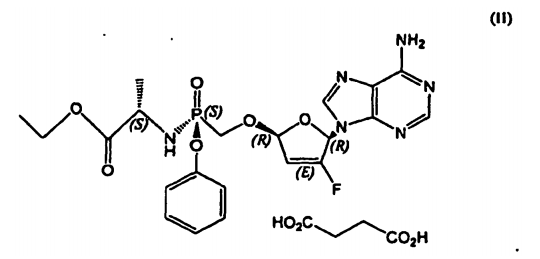 (II)
NH₂
N
N
O
P
(S)
O
O
N
N
N
O
(S)
N
H
O
(R)
(R)
(E)
F
O
HO₂C
CO₂H